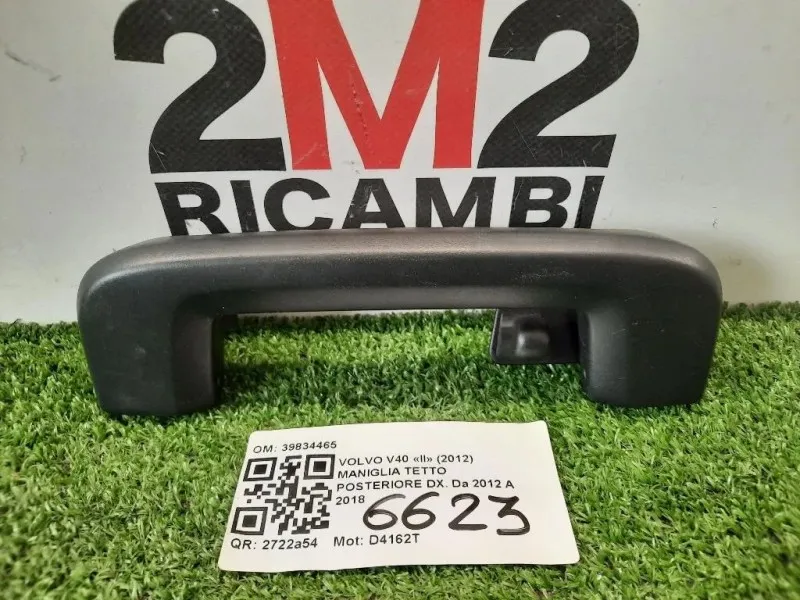 2M2
RICAMBI
OM: 39834465
VOLVO V40 «II» (2012)
MANIGLIA TETTO
POSTERIORE DX. Da 2012 A
2018
6623
QR: 2722a54 Mot: D4162T